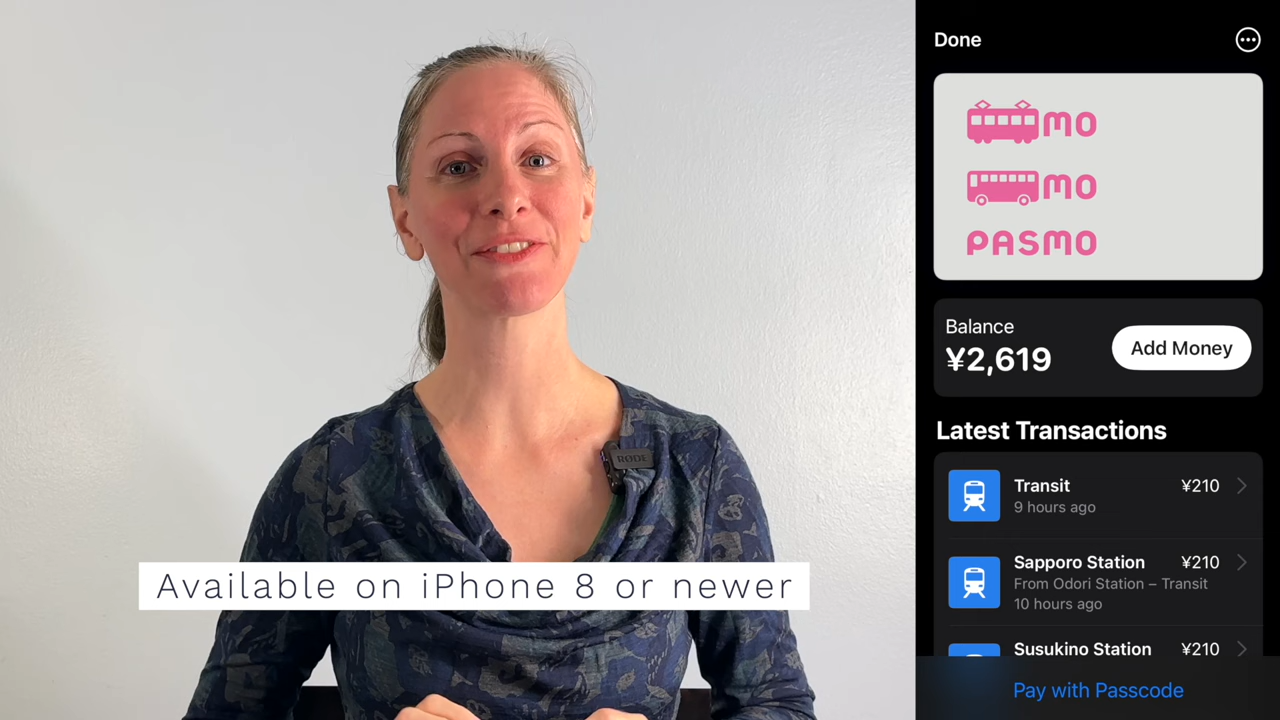 Done
mo
mo
PASMO
Balance
¥2,619
Add Money
Latest Transactions
Transit ¥210
9 hours ago
Sapporo Station ¥210
From Odori Station – Transit
10 hours ago
Susukino Station ¥210
Pay with Passcode
RØDE
Available on iPhone 8 or newer